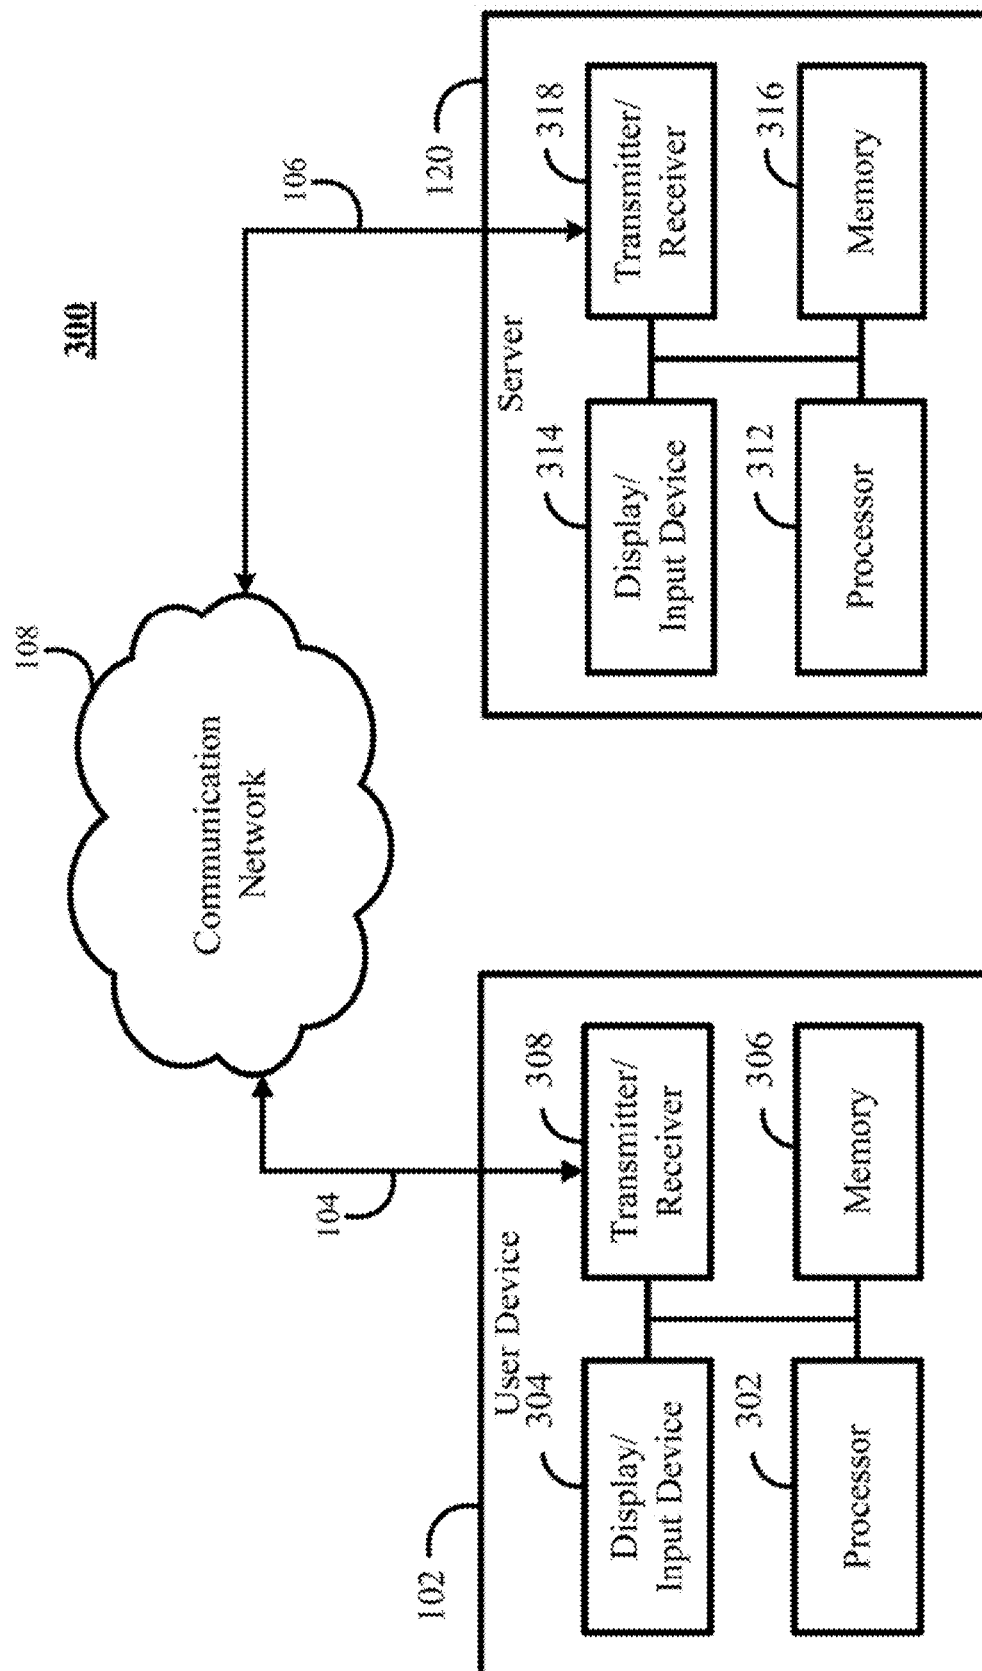 300
108
Communication
Network
104
106
102
User Device
304
Display/
Input Device
308
Transmitter/
Receiver
302
Processor
306
Memory
120
Server
314
Display/
Input Device
318
Transmitter/
Receiver
312
Processor
316
Memory